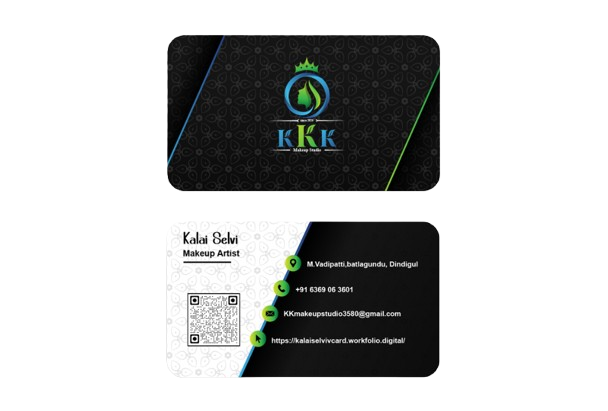 KKK
Makeup Studio
Kalai Selvi
Makeup Artist
M.Vadipatti,batlagundu, Dindigul
+91 6369 06 3601
KKmakeupstudio3580@gmail.com
https://kalaiselvivcard.workfolio.digital/